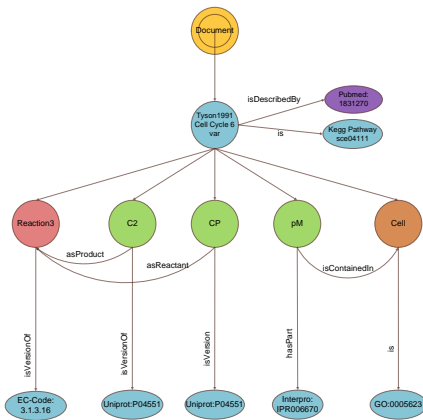 Document
Tyson1991
Cell Cycle 6
var
isDescribedBy
Pubmed:
1831270
is
Kegg Pathway
sce04111
Reaction3
C2
CP
pM
Cell
asProduct
asReactant
isContainedIn
isVersionOf
isVersionOf
isVersion
hasPart
is
EC-Code:
3.1.3.16
Uniprot:P04551
Uniprot:P04551
Interpro:
IPR006670
GO:0005623